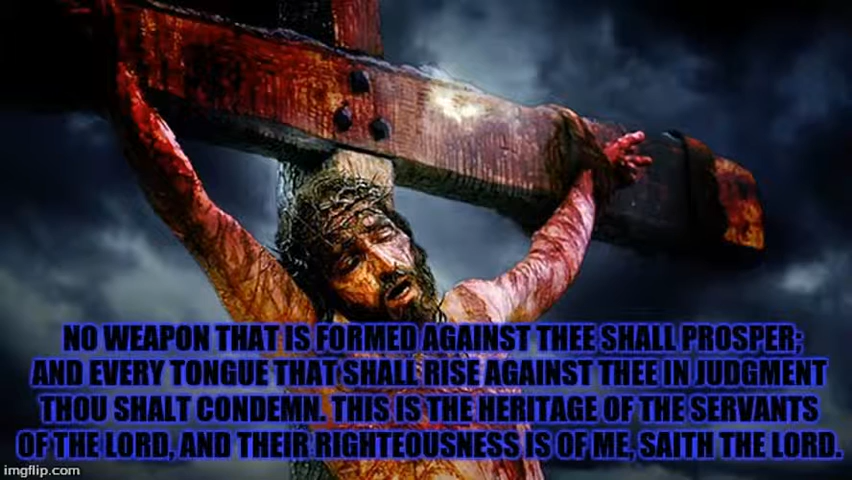 NO WEAPON THAT IS FORMED AGAINST THEE SHALL PROSPER;
AND EVERY TONGUE THAT SHALL RISE AGAINST THEE IN JUDGMENT
THOU SHALT CONDEMN. THIS IS THE HERITAGE OF THE SERVANTS
OF THE LORD, AND THEIR RIGHTEOUSNESS IS OF ME, SAITH THE LORD.
imgflip.com